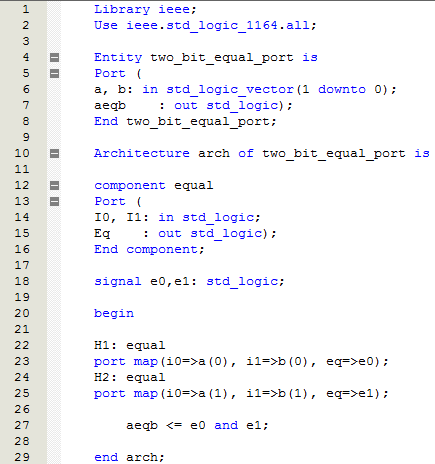 1 Library ieee;
2 Use ieee.std_logic_1164.all;
3
4 Entity two_bit_equal_port is
5 Port (
6 a, b: in std_logic_vector(1 downto 0);
7 aeqb    : out std_logic);
8 End two_bit_equal_port;
9
10 Architecture arch of two_bit_equal_port is
11
12 component equal
13 Port (
14 I0, I1: in std_logic;
15 Eq    : out std_logic);
16 End component;
17
18 signal e0,e1: std_logic;
19
20 begin
21
22 H1: equal
23 port map(i0=>a(0), i1=>b(0), eq=>e0);
24 H2: equal
25 port map(i0=>a(1), i1=>b(1), eq=>e1);
26
27     aeqb <= e0 and e1;
28
29 end arch;